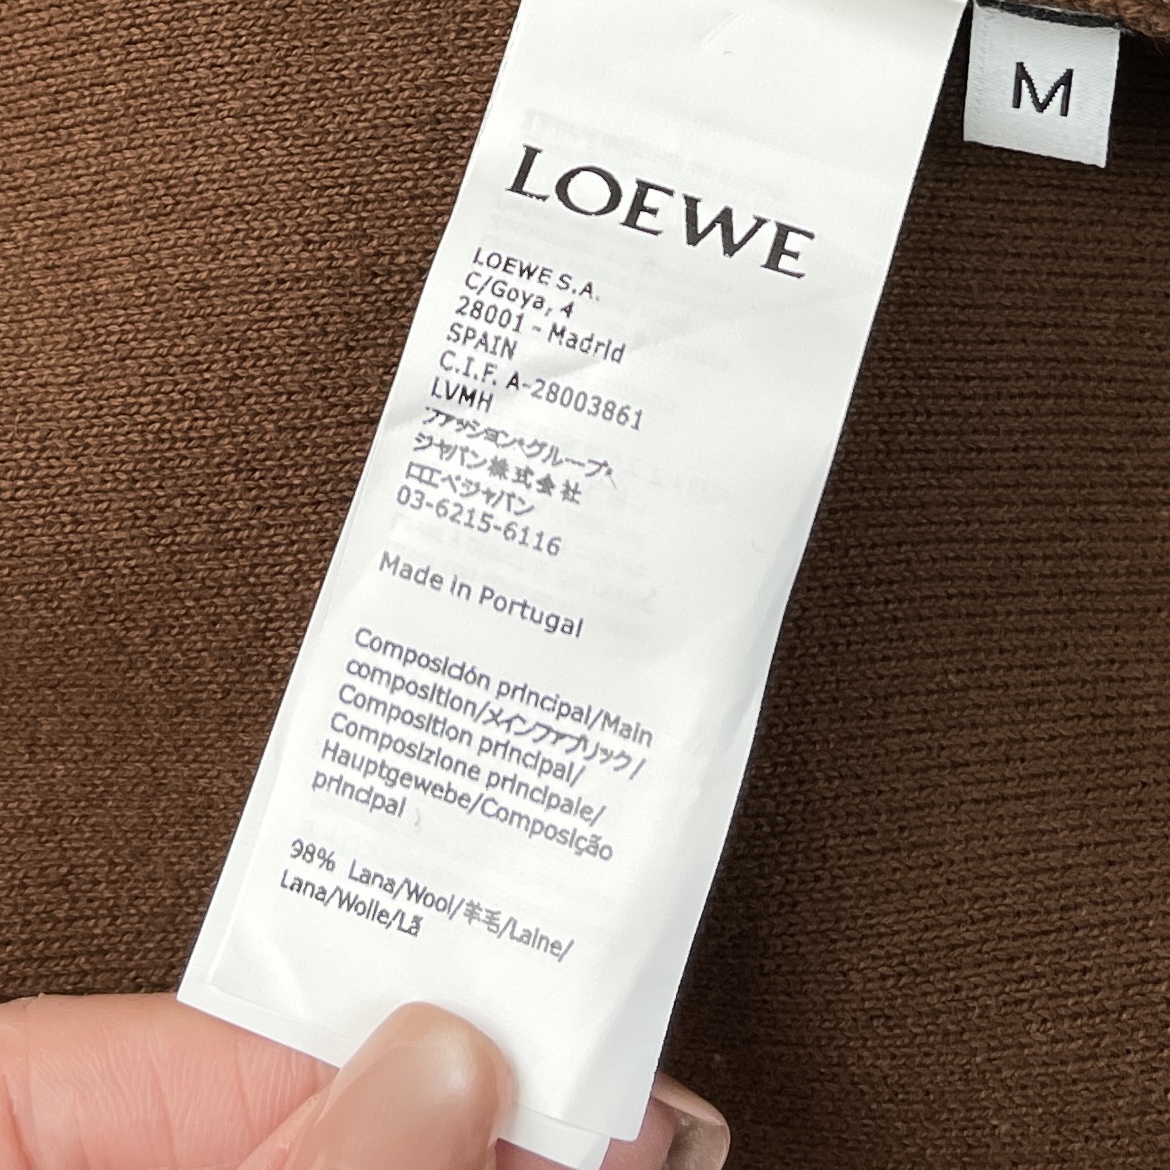 M
LOEWE
LOEWE S.A.
C/Goya, 4
28001 - Madrid
SPAIN
C.I.F. A-28003861
LVMH
ファッション・グループ・
ジャパン株式会社
ロエベジャパン
03-6215-6116
Made in Portugal
Composición principal/Main
composition/メインファブリック/
Composition principal/
Composizione principale/
Hauptgewebe/Composição
principal
98% Lana/Wool/羊毛/Laine/
Lana/Wolle/Lã